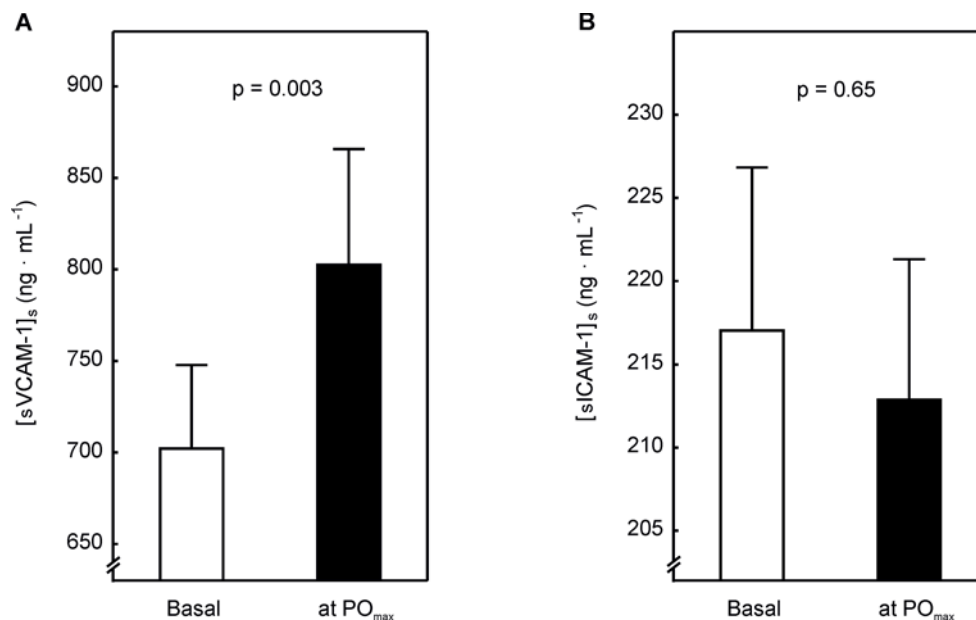 A
p = 0.003
[sVCAM-1]s (ng · mL -1)
900
850
800
750
700
650
Basal
at POmax
B
p = 0.65
[sICAM-1]s (ng · mL -1)
230
225
220
215
210
205
Basal
at POmax